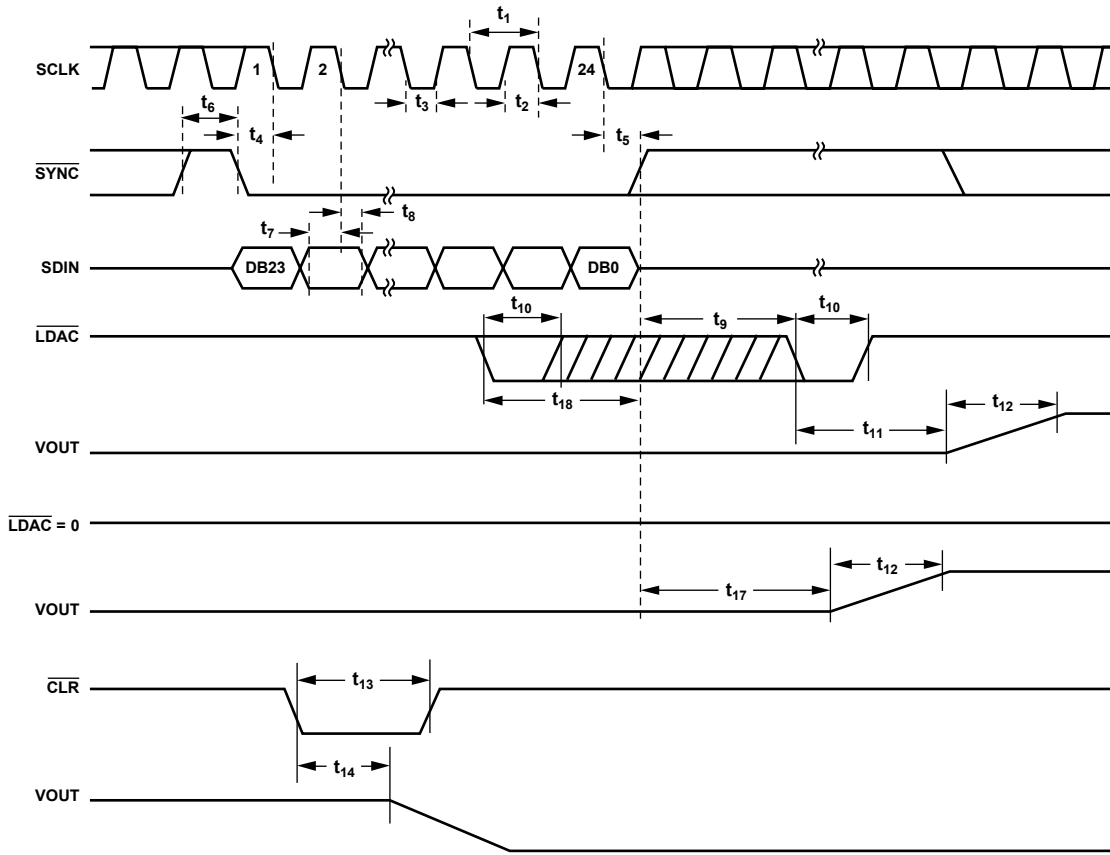 t1
SCLK 1 2 24
t6 t3 t2
t4 t5
SYNC
t8
t7
SDIN DB23 DB0
t10 t9 t10
LDAC
t18
t12
t11
VOUT
LDAC = 0
t12
t17
VOUT
t13
CLR
t14
VOUT